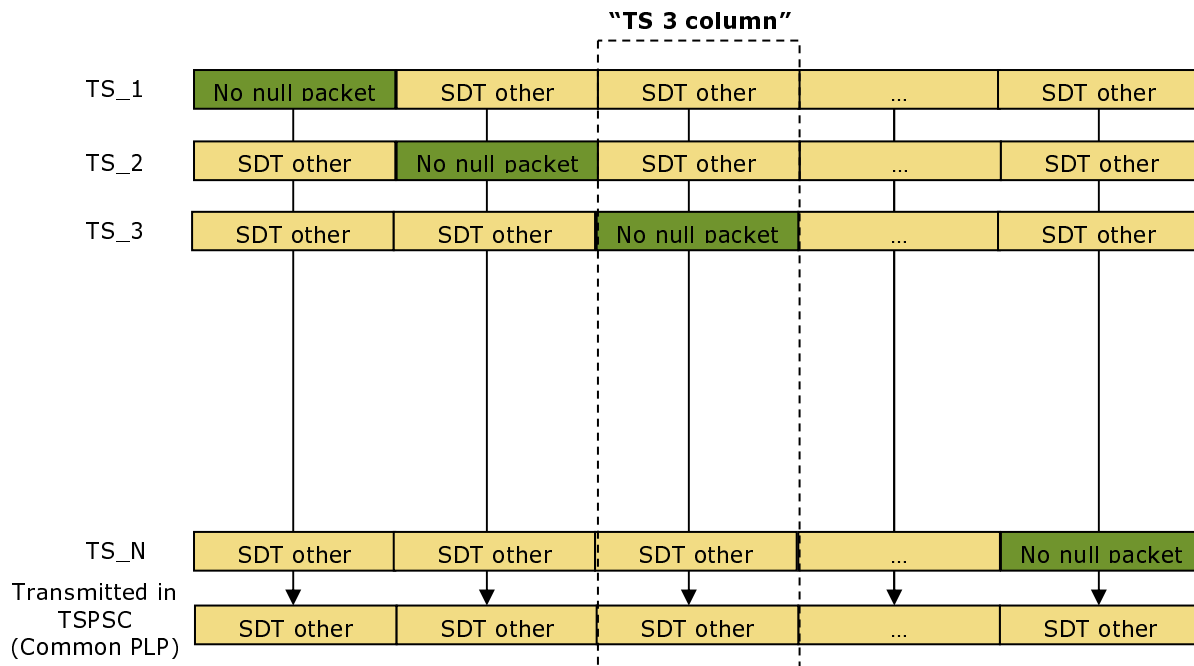 “TS 3 column”
TS_1 No null packet SDT other SDT other ... SDT other
TS_2 SDT other No null packet SDT other ... SDT other
TS_3 SDT other SDT other No null packet ... SDT other
TS_N SDT other SDT other SDT other ... No null packet
Transmitted in
TSPSC
(Common PLP)
SDT other SDT other SDT other ... SDT other